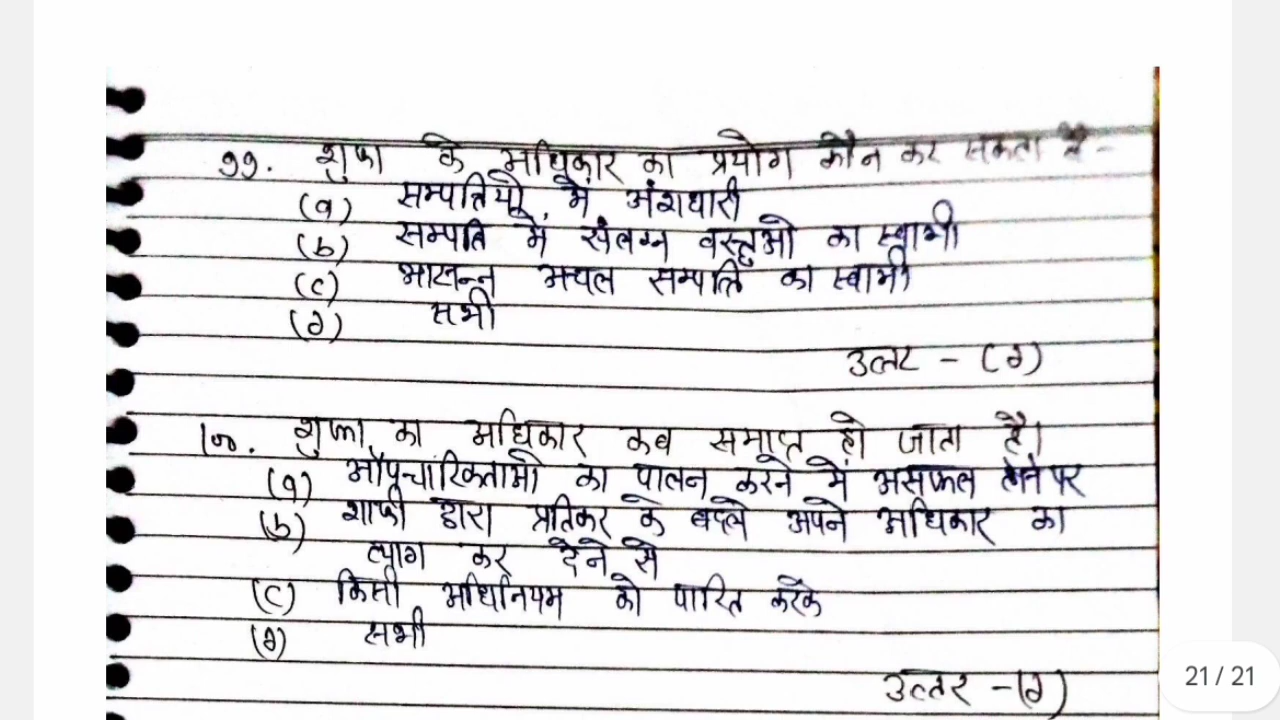 99. शुफा के अधिकार का प्रयोग कौन कर सकता है -
(a) सम्पत्तियों में अंशधारी
(b) सम्पति में संलग्न वस्तुओ का स्वामी
(c) आसन्न अचल सम्पति का स्वामी
(d) सभी
उत्तर - (d)
100. शुफा का अधिकार कब समाप्त हो जाता है।
(a) औपचारिकताओ का पालन करने में असफल होने पर
(b) शफी द्वारा प्रतिकर के बदले अपने अधिकार का
त्याग कर देने से
(c) किसी अधिनियम को पारित करके
(d) सभी
उत्तर - (d)
21 / 21